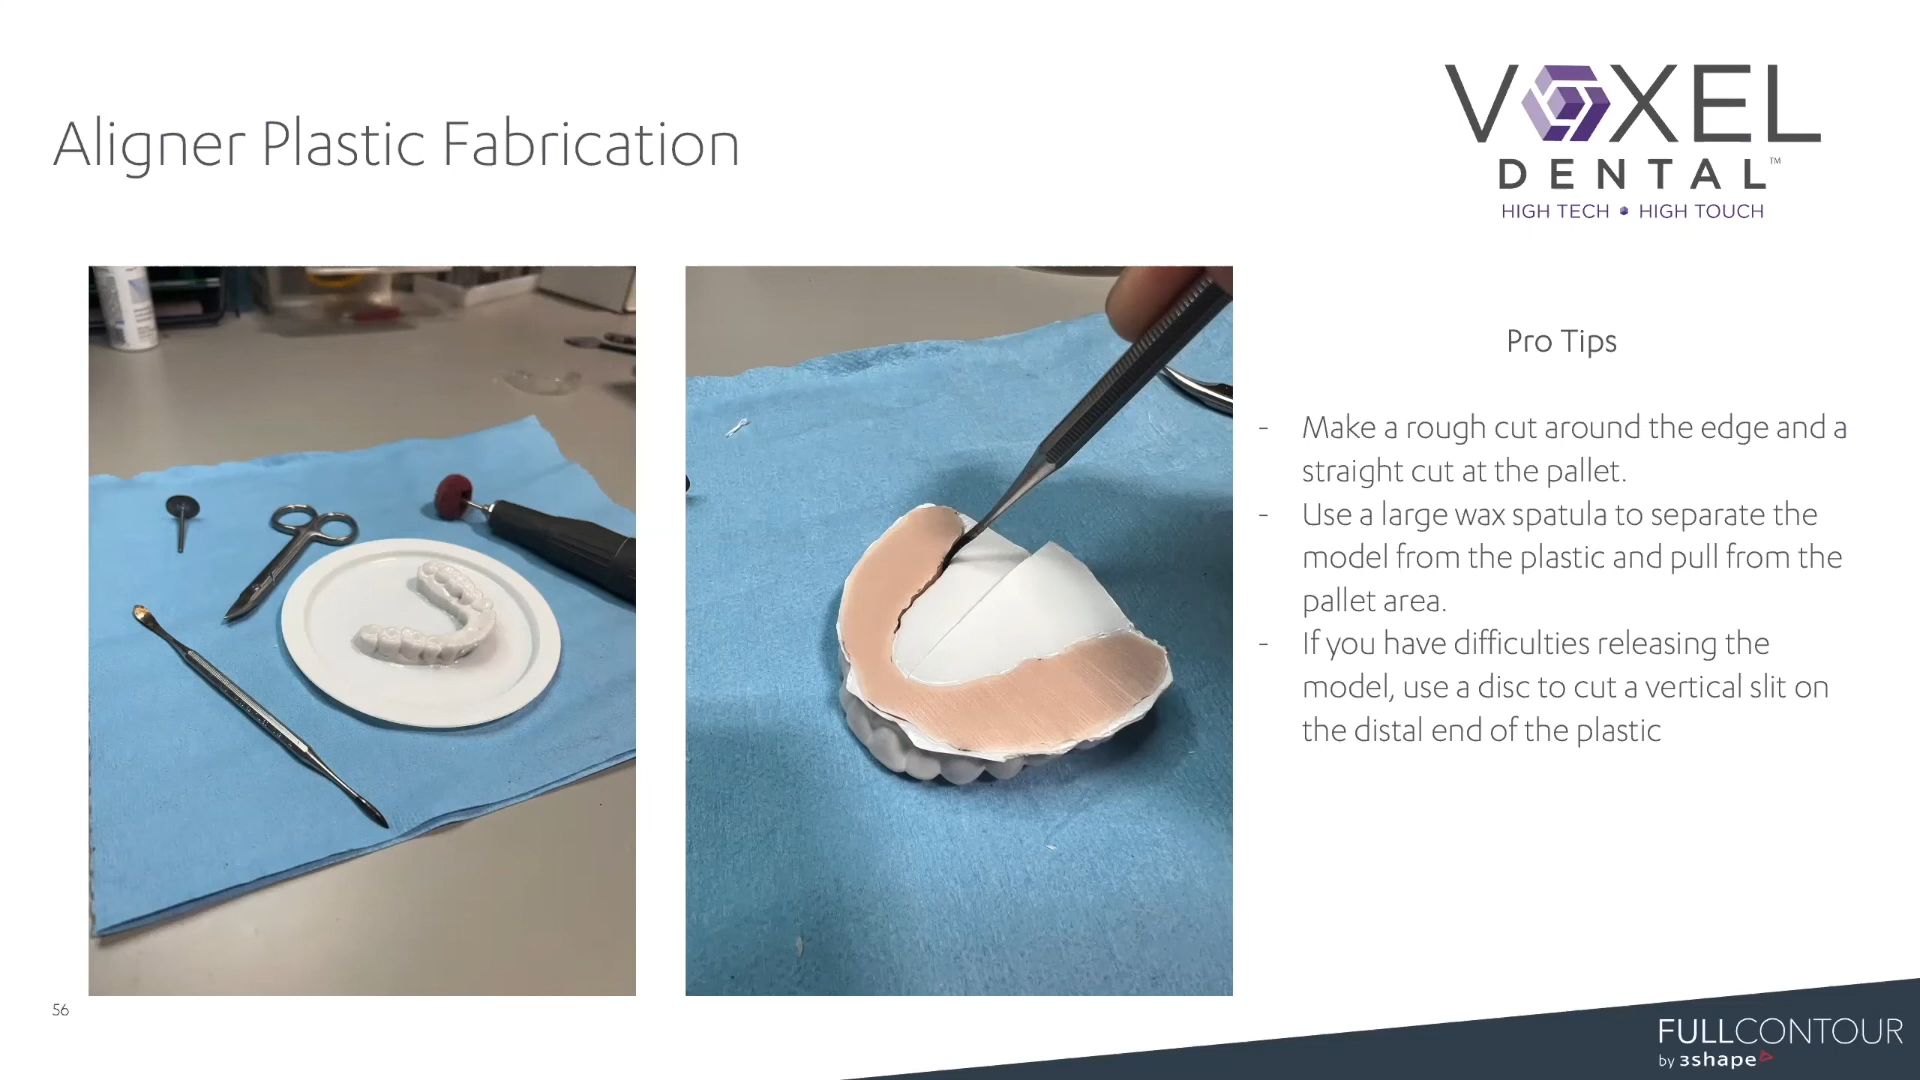 Aligner Plastic Fabrication
VOXEL
DENTAL™
HIGH TECH • HIGH TOUCH
Pro Tips
- Make a rough cut around the edge and a
straight cut at the pallet.
- Use a large wax spatula to separate the
model from the plastic and pull from the
pallet area.
- If you have difficulties releasing the
model, use a disc to cut a vertical slit on
the distal end of the plastic
56
FULLCONTOUR
by 3shape